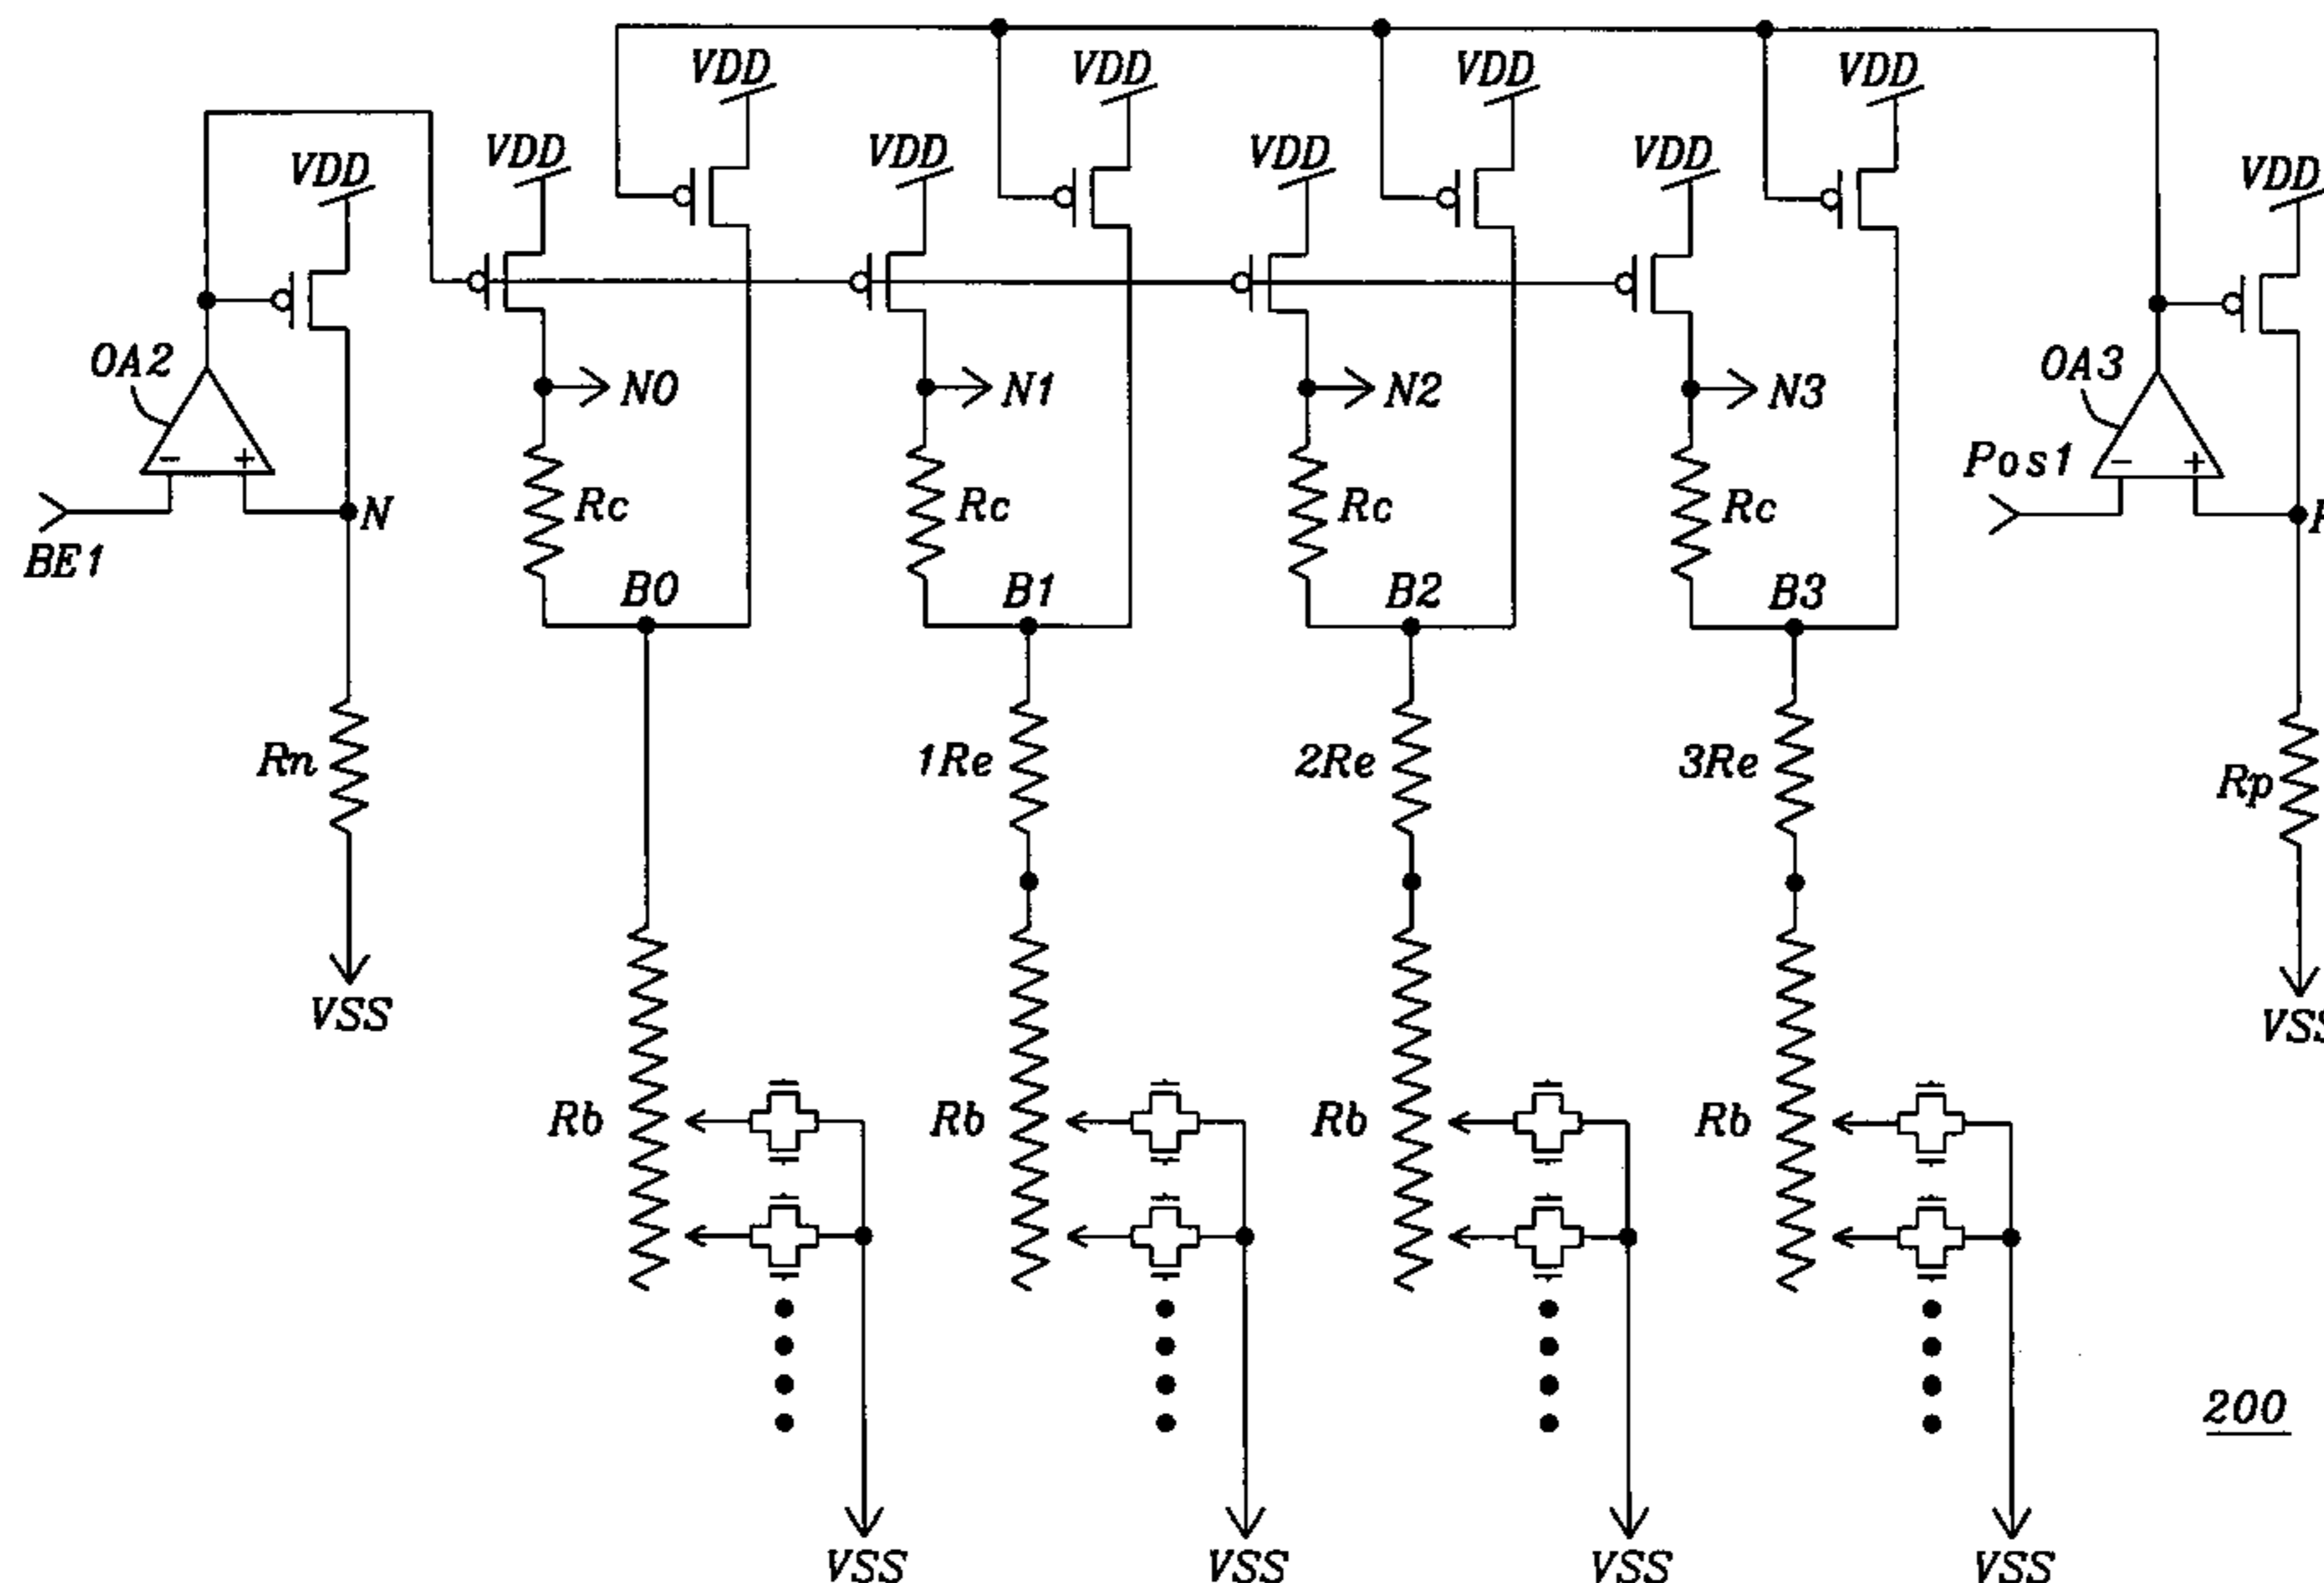 VDD VDD VDD VDD
VDD VDD VDD VDD VDD VDD
OA2 N0 N1 N2 N3 OA3
- + - +
Pos1
N Rc Rc Rc Rc P
BE1
B0 B1 B2 B3
Rn 1Re 2Re 3Re Rp
VSS VSS
Rb Rb Rb Rb
200
VSS VSS VSS VSS